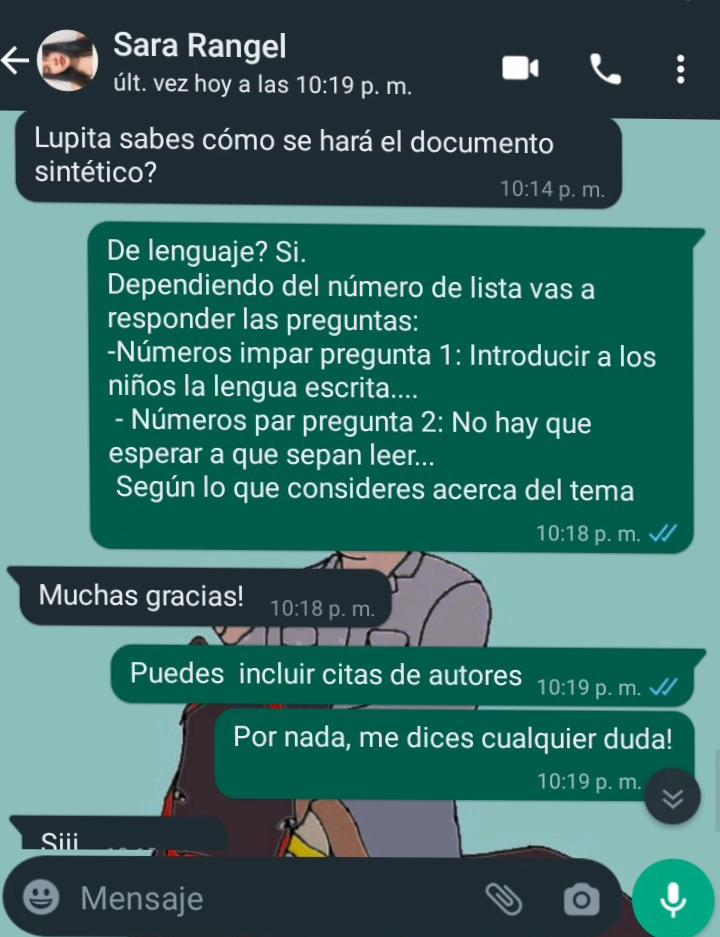 Sara Rangel
últ. vez hoy a las 10:19 p. m.
Lupita sabes cómo se hará el documento
sintético?
10:14 p. m.
De lenguaje? Si.
Dependiendo del número de lista vas a
responder las preguntas:
-Números impar pregunta 1: Introducir a los
niños la lengua escrita....
- Números par pregunta 2: No hay que
esperar a que sepan leer...
Según lo que consideres acerca del tema
10:18 p. m.
Muchas gracias! 10:18 p. m.
Puedes incluir citas de autores 10:19 p. m.
Por nada, me dices cualquier duda!
10:19 p. m.
Siii
Mensaje